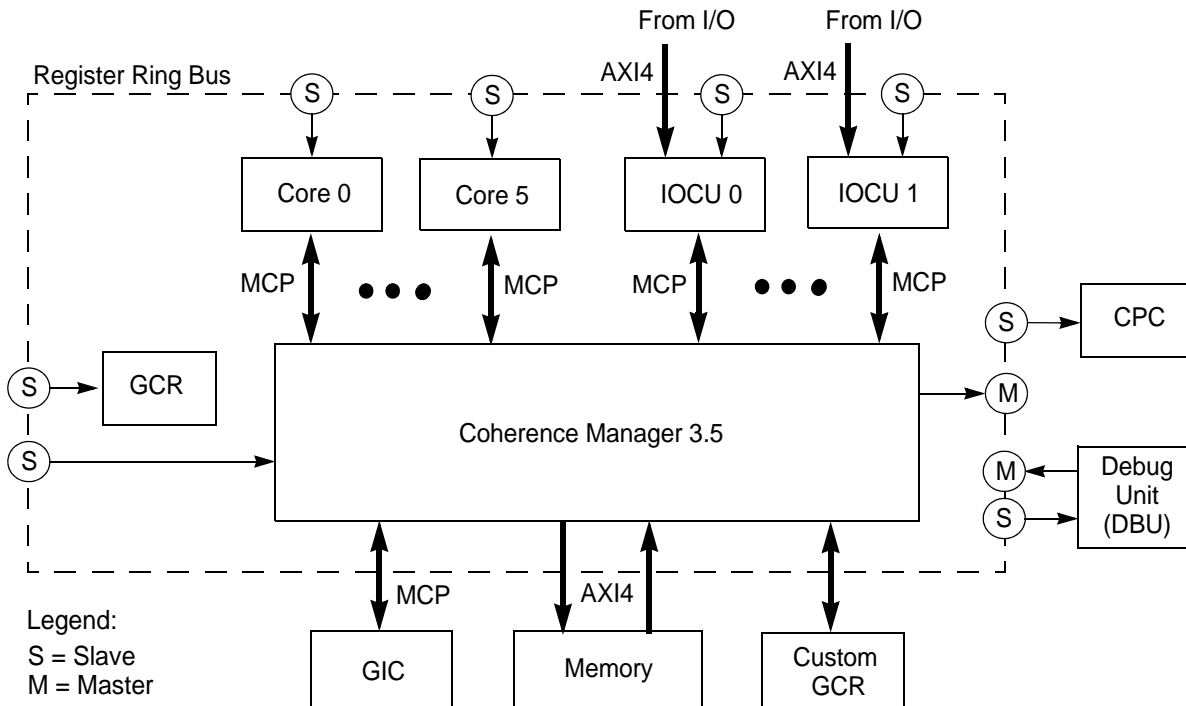 From I/O
From I/O
Register Ring Bus
AXI4
AXI4
S
S
S
S
Core 0
Core 5
IOCU 0
IOCU 1
MCP
MCP
MCP
MCP
S
CPC
S
GCR
M
Coherence Manager 3.5
S
M
Debug
Unit
(DBU)
S
MCP
AXI4
Legend:
S = Slave
M = Master
GIC
Memory
Custom
GCR